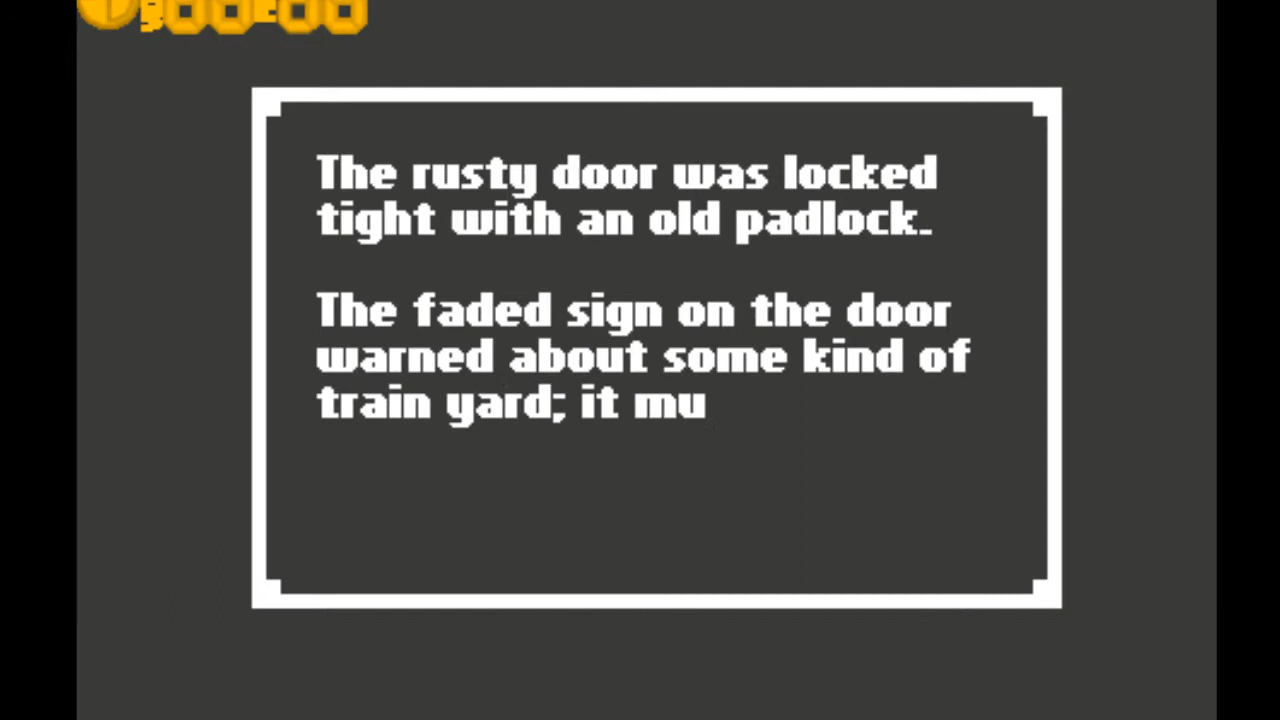 The rusty door was locked
tight with an old padlock.
The faded sign on the door
warned about some kind of
train yard; it mu